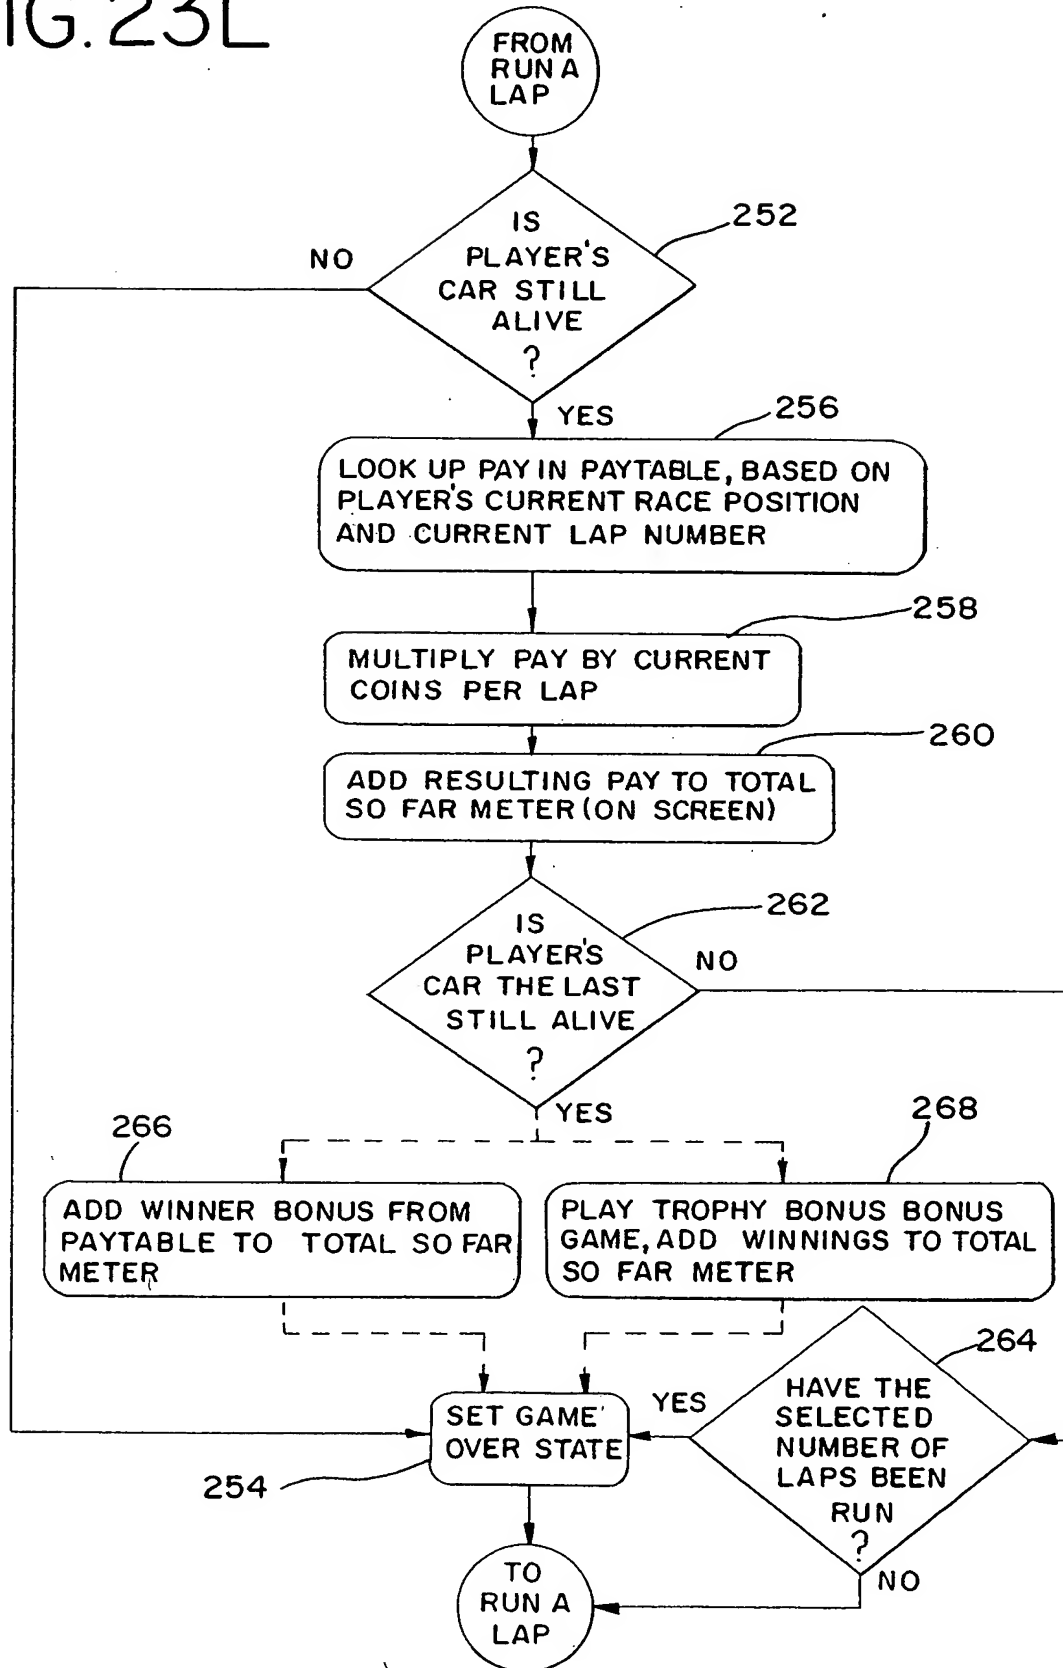 IG. 23L
FROM
RUN A
LAP
252
IS
PLAYER'S
CAR STILL
ALIVE
?
NO
YES
256
LOOK UP PAY IN PAYTABLE, BASED ON
PLAYER'S CURRENT RACE POSITION
AND CURRENT LAP NUMBER
258
MULTIPLY PAY BY CURRENT
COINS PER LAP
260
ADD RESULTING PAY TO TOTAL
SO FAR METER (ON SCREEN)
262
IS
PLAYER'S
CAR THE LAST
STILL ALIVE
?
NO
YES
266
268
ADD WINNER BONUS FROM
PAYTABLE TO TOTAL SO FAR
METER
PLAY TROPHY BONUS BONUS
GAME, ADD WINNINGS TO TOTAL
SO FAR METER
264
YES
HAVE THE
SELECTED
NUMBER OF
LAPS BEEN
RUN
?
SET GAME
OVER STATE
254
NO
TO
RUN A
LAP